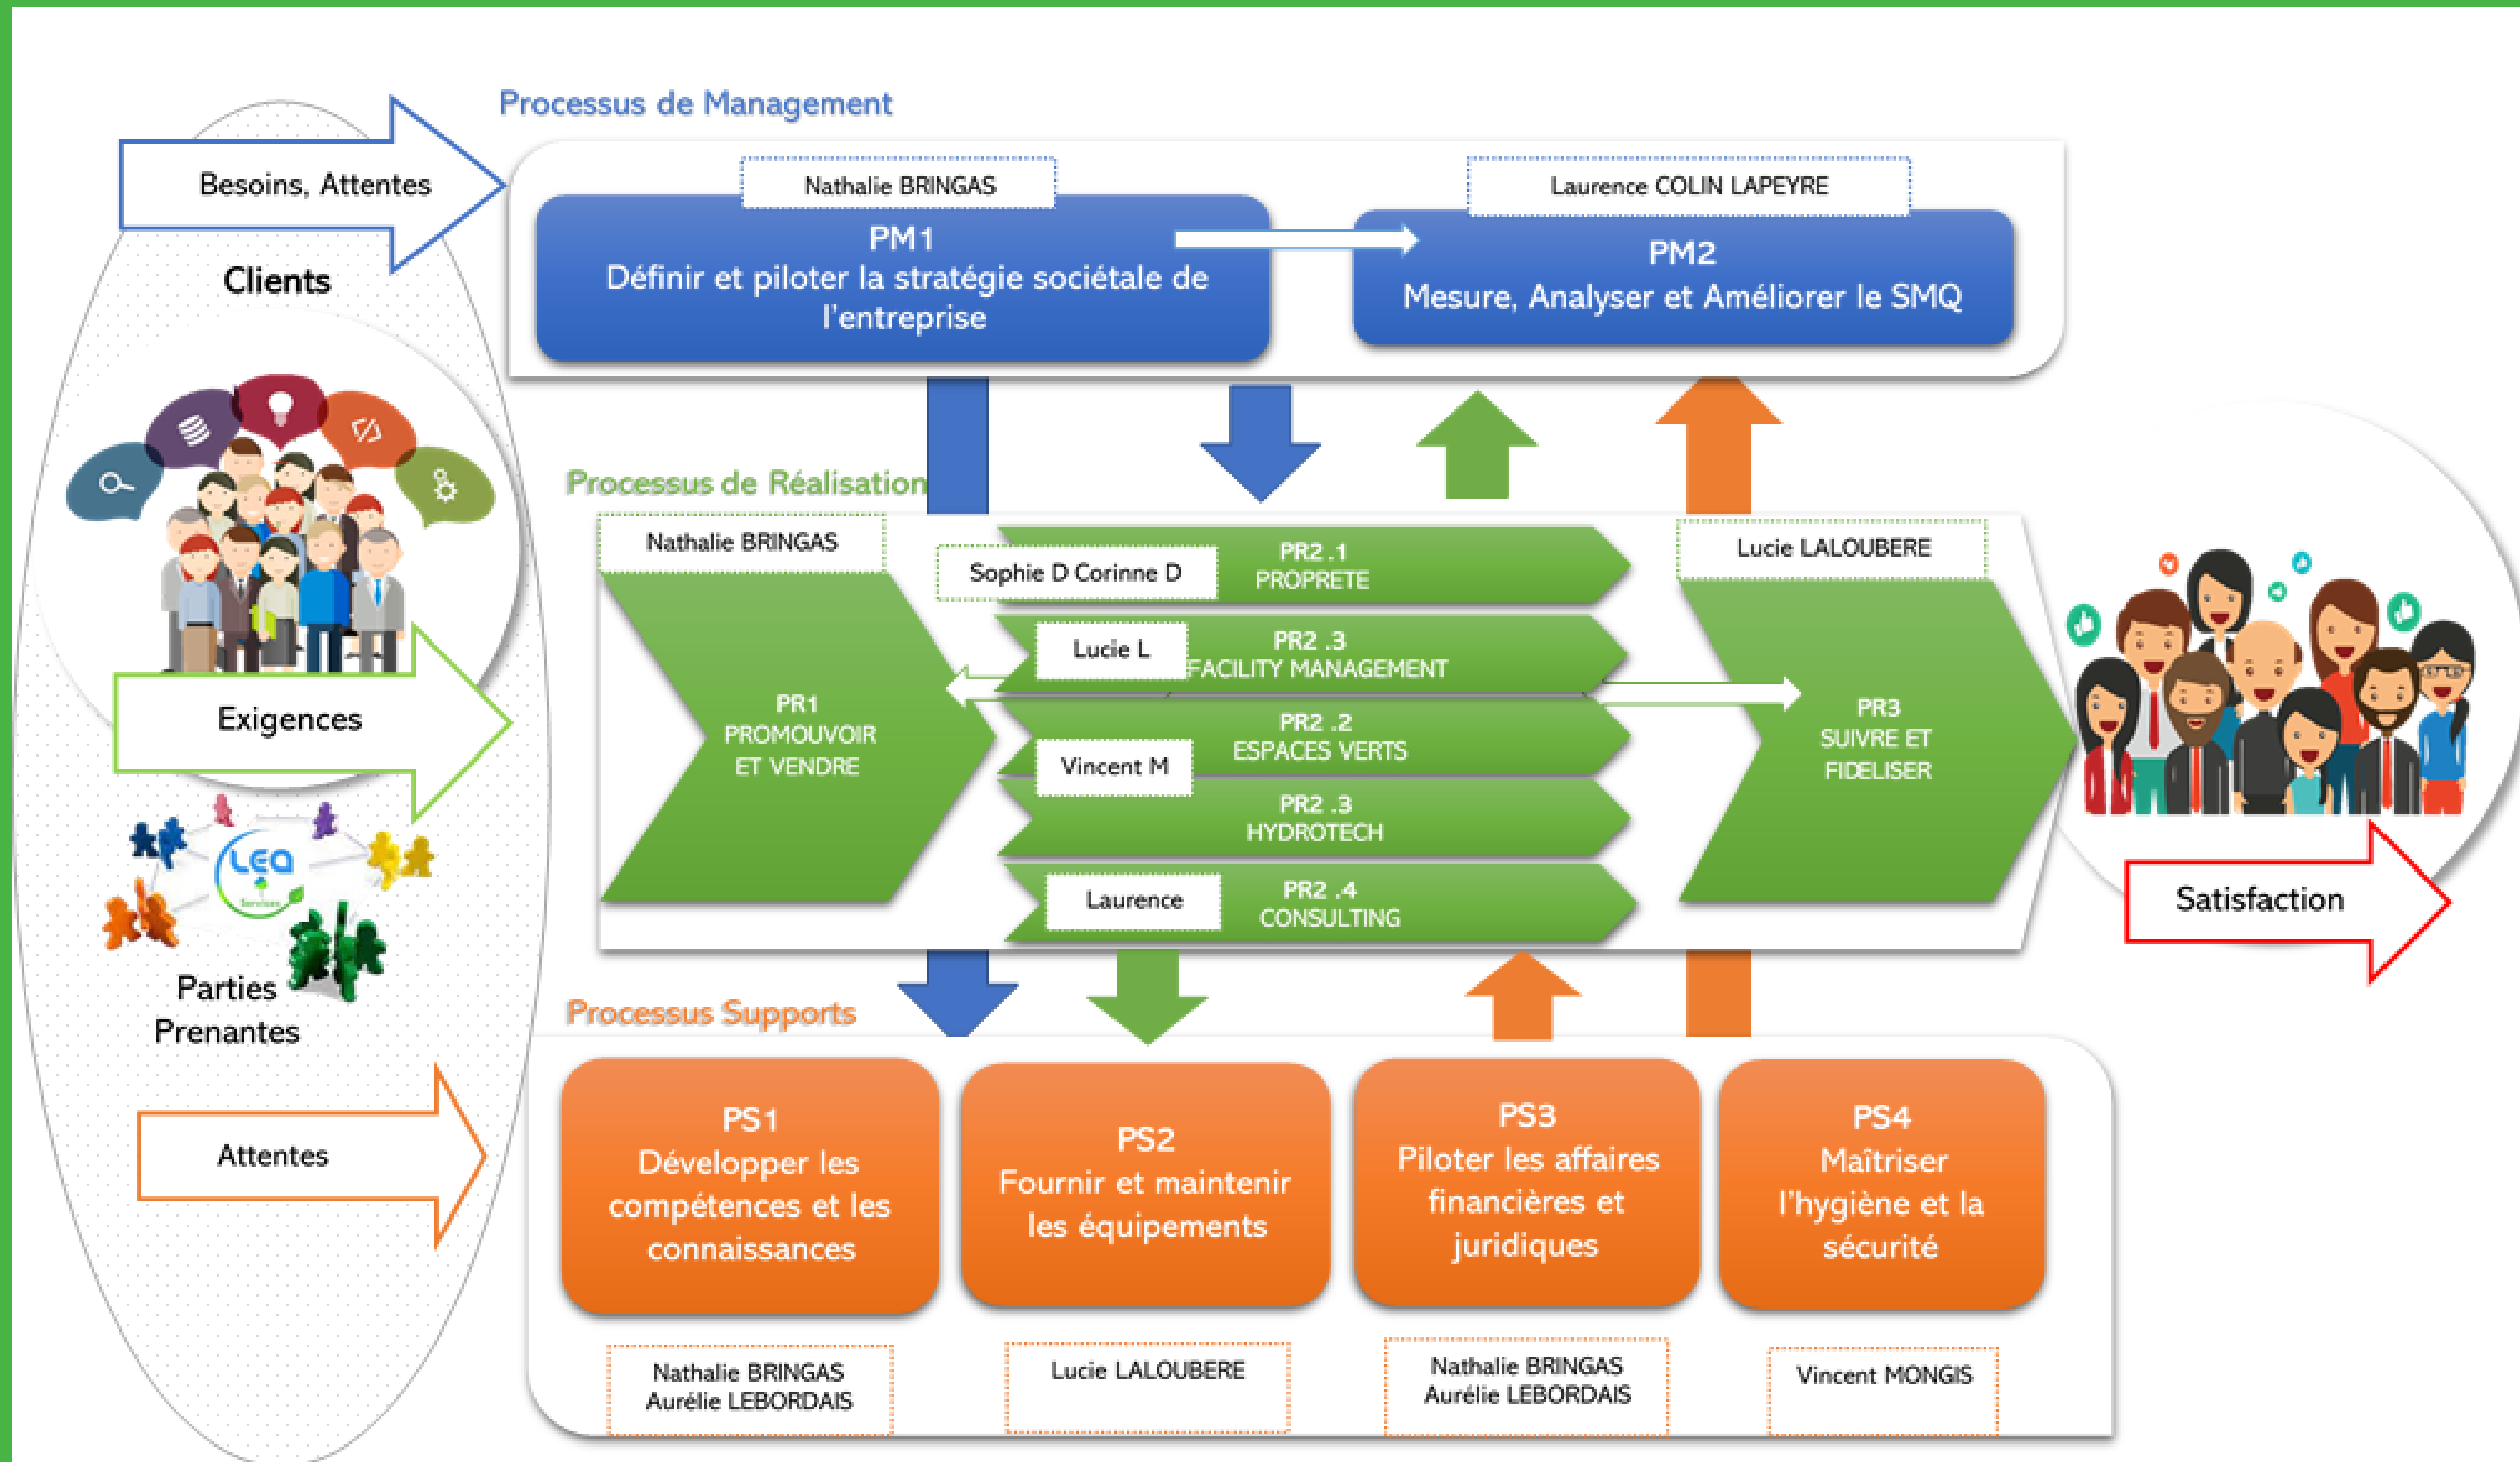 Processus de Management
Besoins, Attentes
Nathalie BRINGAS
Laurence COLIN LAPEYRE
PM1
Définir et piloter la stratégie sociétale de
l'entreprise
PM2
Mesure, Analyser et Améliorer le SMQ
Clients
Exigences
Léa
Services
Parties
Prenantes
Attentes
Processus de Réalisation
Nathalie BRINGAS
PR1
PROMOUVOIR
ET VENDRE
Sophie D Corinne D
PR2 .1
PROPRETE
Lucie L
PR2 .3
FACILITY MANAGEMENT
PR2 .2
ESPACES VERTS
Vincent M
PR2 .3
HYDROTECH
Laurence
PR2 .4
CONSULTING
Lucie LALOUBERE
PR3
SUIVRE ET
FIDELISER
Satisfaction
Processus Supports
PS1
Développer les
compétences et les
connaissances
PS2
Fournir et maintenir
les équipements
PS3
Piloter les affaires
financières et
juridiques
PS4
Maîtriser
l'hygiène et la
sécurité
Nathalie BRINGAS
Aurélie LEBORDAIS
Lucie LALOUBERE
Nathalie BRINGAS
Aurélie LEBORDAIS
Vincent MONGIS